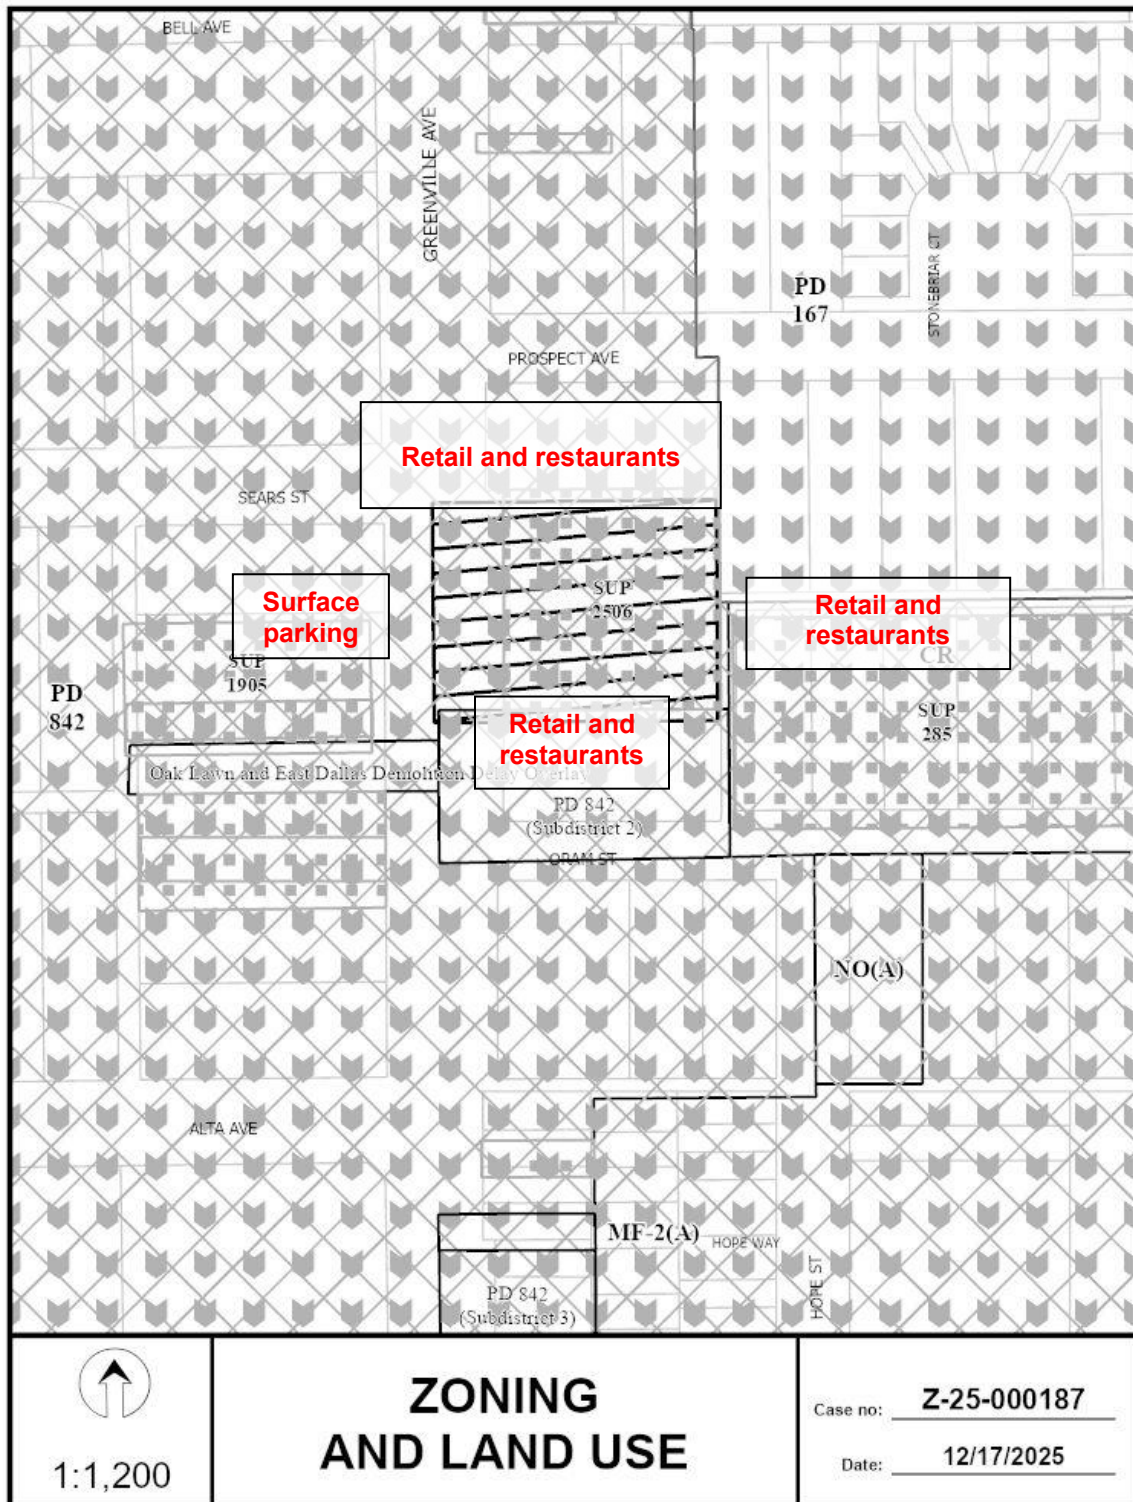 BELL AVE
GREENVILLE AVE
STONEBRIAR CT
PD
167
PROSPECT AVE
Retail and restaurants
SEARS ST
SUP
2506
Surface
parking
Retail and
restaurants
CR
SUP
1905
PD
842
SUP
285
Retail and
restaurants
Oak Lawn and East Dallas Demolition Delay Overlay
PD 842
(Subdistrict 2)
ORAM ST
NO(A)
ALTA AVE
MF-2(A)
HOPE WAY
HOPE ST
PD 842
(Subdistrict 3)
1:1,200
ZONING
AND LAND USE
Case no: Z-25-000187
Date: 12/17/2025